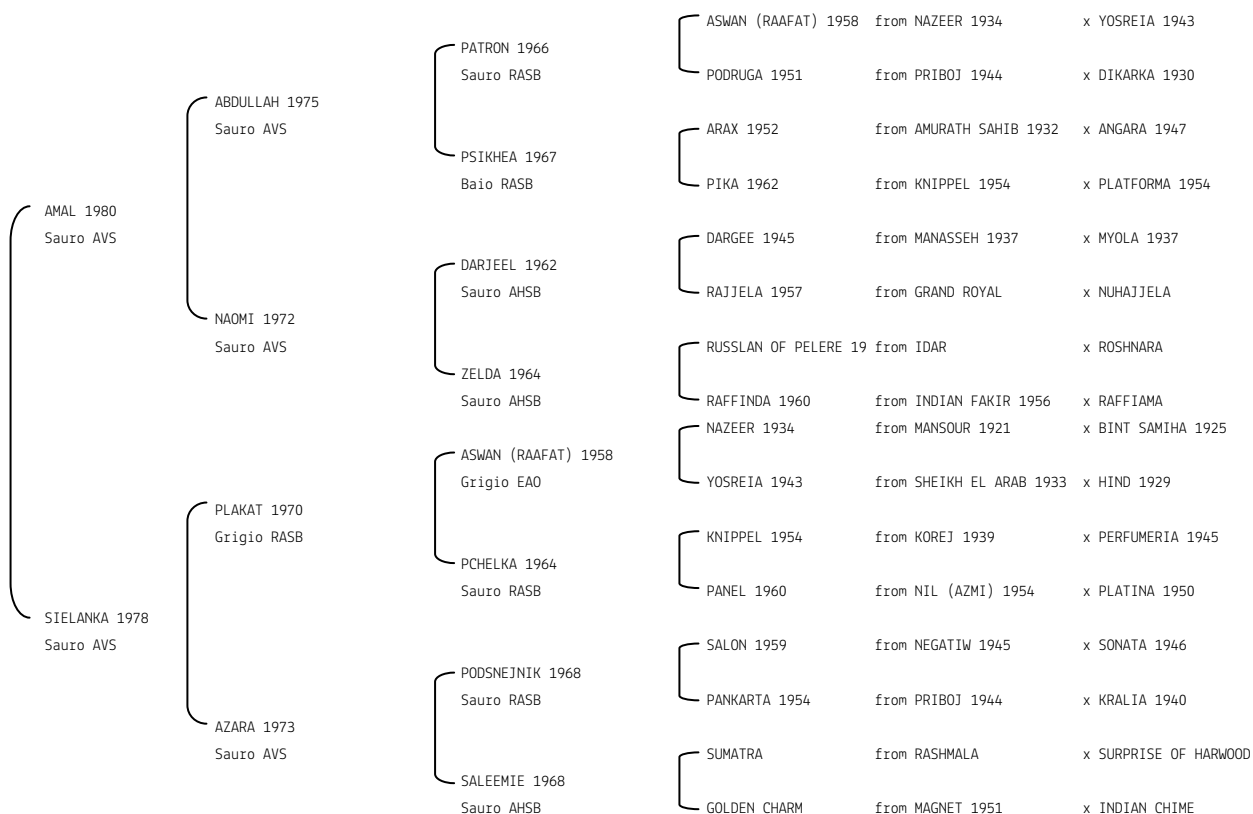 ASWAN (RAAFAT) 1958 from NAZEER 1934 x YOSREIA 1943
PATRON 1966
Sauro RASB
PODRUGA 1951 from PRIBOJ 1944 x DIKARKA 1930
ABDULLAH 1975
Sauro AVS
ARAX 1952 from AMURATH SAHIB 1932 x ANGARA 1947
PSIKHEA 1967
Baio RASB
PIKA 1962 from KNIPPEL 1954 x PLATFORMA 1954
AMAL 1980
Sauro AVS
DARGEE 1945 from MANASSEH 1937 x MYOLA 1937
DARJEEL 1962
Sauro AHSB
RAJJELA 1957 from GRAND ROYAL x NUHAJJELA
NAOMI 1972
Sauro AVS
RUSSLAN OF PELERE 19 from IDAR x ROSHNARA
ZELDA 1964
Sauro AHSB
RAFFINDA 1960 from INDIAN FAKIR 1956 x RAFFIAMA
NAZEER 1934 from MANSOUR 1921 x BINT SAMIHA 1925
ASWAN (RAAFAT) 1958
Grigio EAO
YOSREIA 1943 from SHEIKH EL ARAB 1933 x HIND 1929
PLAKAT 1970
Grigio RASB
KNIPPEL 1954 from KOREJ 1939 x PERFUMERIA 1945
PCHELKA 1964
Sauro RASB
PANEL 1960 from NIL (AZMI) 1954 x PLATINA 1950
SIELANKA 1978
Sauro AVS
SALON 1959 from NEGATIW 1945 x SONATA 1946
PODSNEJNIK 1968
Sauro RASB
PANKARTA 1954 from PRIBOJ 1944 x KRALIA 1940
AZARA 1973
Sauro AVS
SUMATRA from RASHMALA x SURPRISE OF HARWOOD
SALEEMIE 1968
Sauro AHSB
GOLDEN CHARM from MAGNET 1951 x INDIAN CHIME